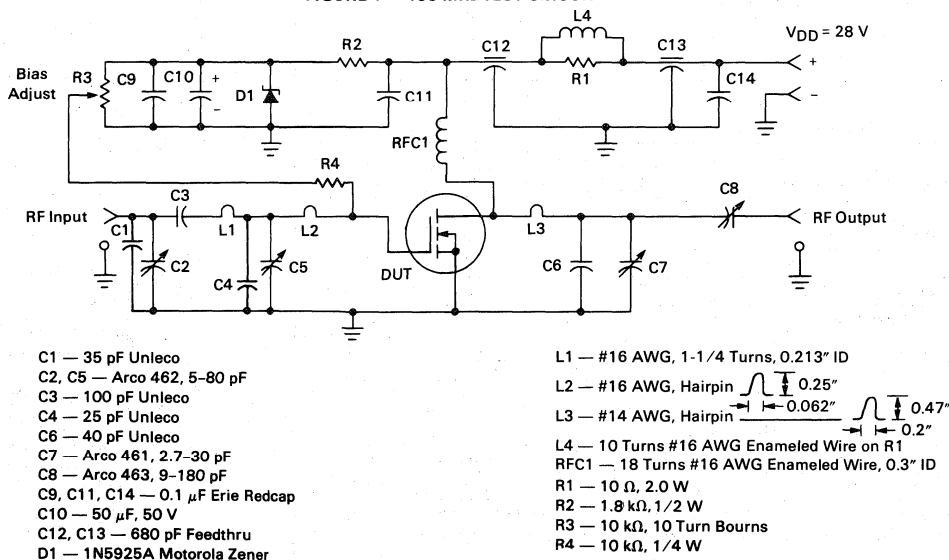 L4
VDD = 28 V
R2
C12
C13
Bias
Adjust
R3
C9
C10
+
−
D1
C11
R1
C14
+
−
RFC1
R4
C3
C8
RF Input
C1
L1
L2
L3
RF Output
C2
C4
C5
DUT
C6
C7
C1 — 35 pF Unleco
C2, C5 — Arco 462, 5-80 pF
C3 — 100 pF Unleco
C4 — 25 pF Unleco
C6 — 40 pF Unleco
C7 — Arco 461, 2.7-30 pF
C8 — Arco 463, 9-180 pF
C9, C11, C14 — 0.1 μF Erie Redcap
C10 — 50 μF, 50 V
C12, C13 — 680 pF Feedthru
D1 — 1N5925A Motorola Zener
L1 — #16 AWG, 1-1/4 Turns, 0.213" ID
L2 — #16 AWG, Hairpin 0.25"
0.062"
L3 — #14 AWG, Hairpin 0.47"
0.2"
L4 — 10 Turns #16 AWG Enameled Wire on R1
RFC1 — 18 Turns #16 AWG Enameled Wire, 0.3" ID
R1 — 10 Ω, 2.0 W
R2 — 1.8 kΩ, 1/2 W
R3 — 10 kΩ, 10 Turn Bourns
R4 — 10 kΩ, 1/4 W